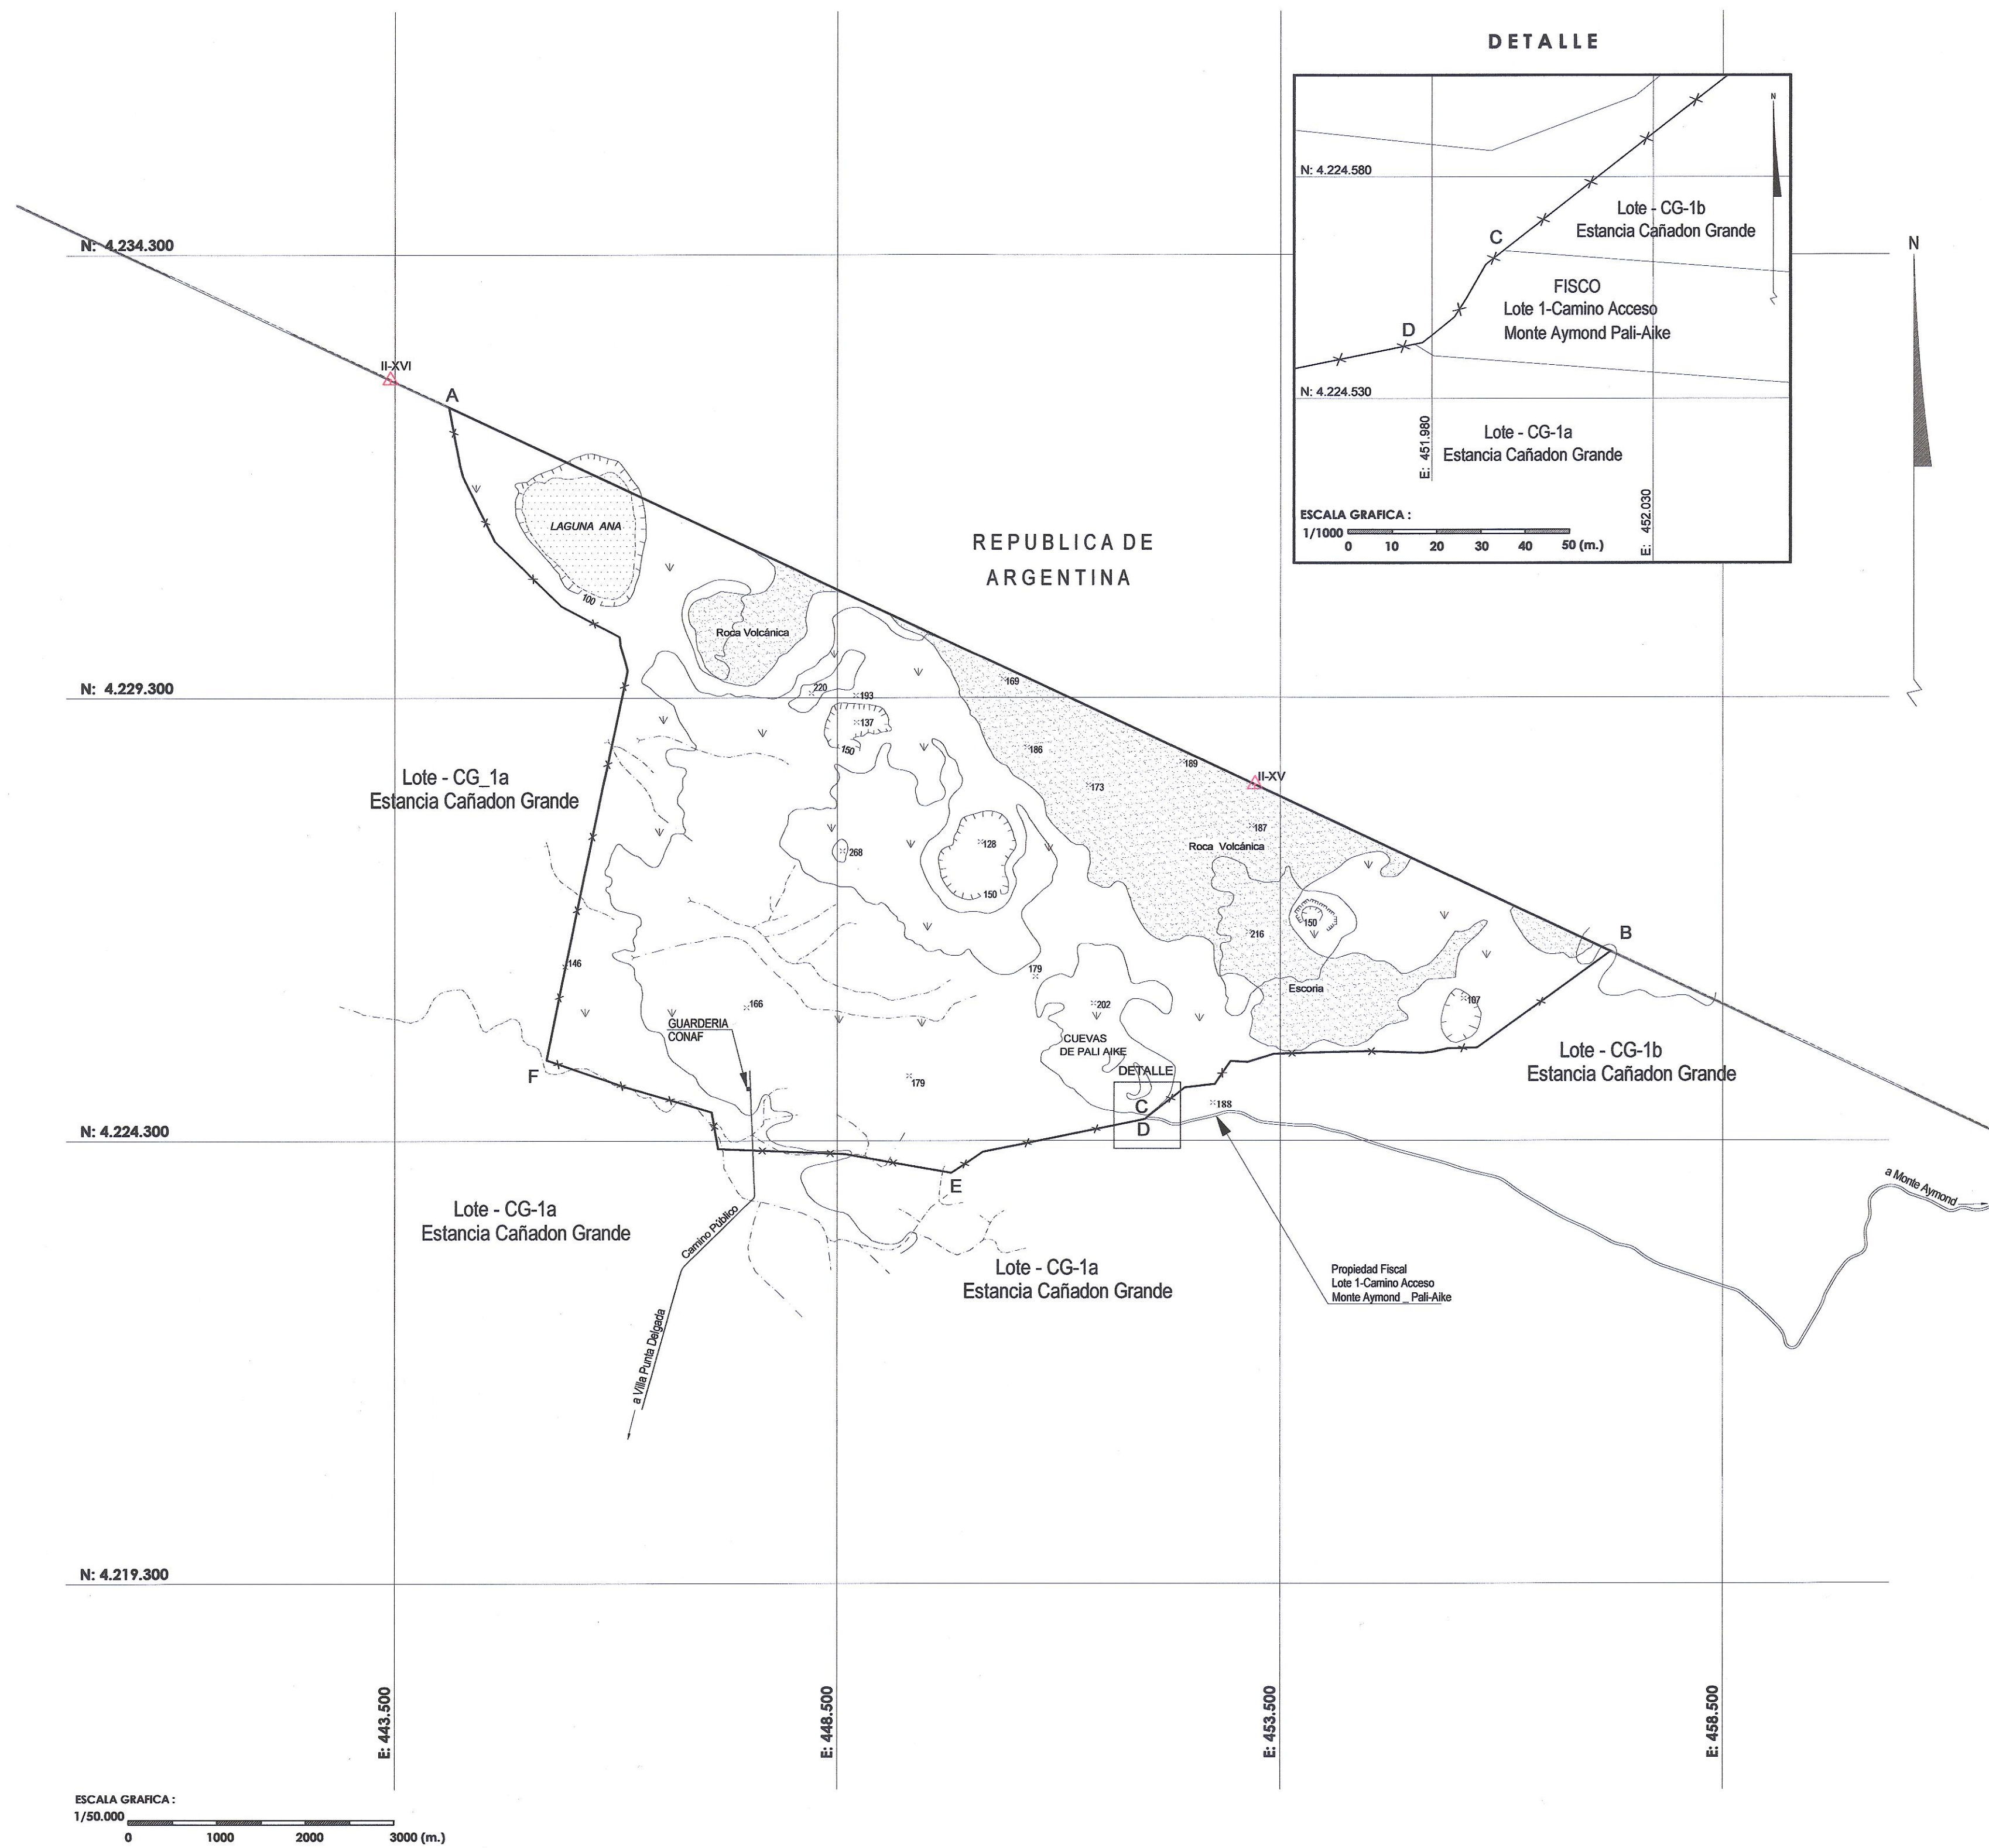 DETALLE
N: 4.224.580
N
Lote - CG-1b
Estancia Cañadon Grande
C
FISCO
Lote 1-Camino Acceso
Monte Aymond Pali-Aike
D
N: 4.224.530
Lote - CG-1a
Estancia Cañadon Grande
E: 451.980
E: 452.030
ESCALA GRAFICA :
1/1000
0 10 20 30 40 50 (m.)
N
N: 4.234.300
II-XVI
A
LAGUNA ANA
100
REPUBLICA DE
ARGENTINA
Roca Volcánica
N: 4.229.300
220
193
137
150
169
186
189
173
II-XV
187
Roca Volcánica
Lote - CG_1a
Estancia Cañadon Grande
268
128
150
150
216
B
146
179
202
Escoria
107
166
GUARDERIA
CONAF
CUEVAS
DE PALI AIKE
DETALLE
179
F
C
D
188
Lote - CG-1b
Estancia Cañadon Grande
N: 4.224.300
E
a Monte Aymond
Lote - CG-1a
Estancia Cañadon Grande
Camino Público
a Villa Punta Delgada
Lote - CG-1a
Estancia Cañadon Grande
Propiedad Fiscal
Lote 1-Camino Acceso
Monte Aymond _ Pali-Aike
N: 4.219.300
E: 443.500
E: 448.500
E: 453.500
E: 458.500
ESCALA GRAFICA :
1/50.000
0 1000 2000 3000 (m.)